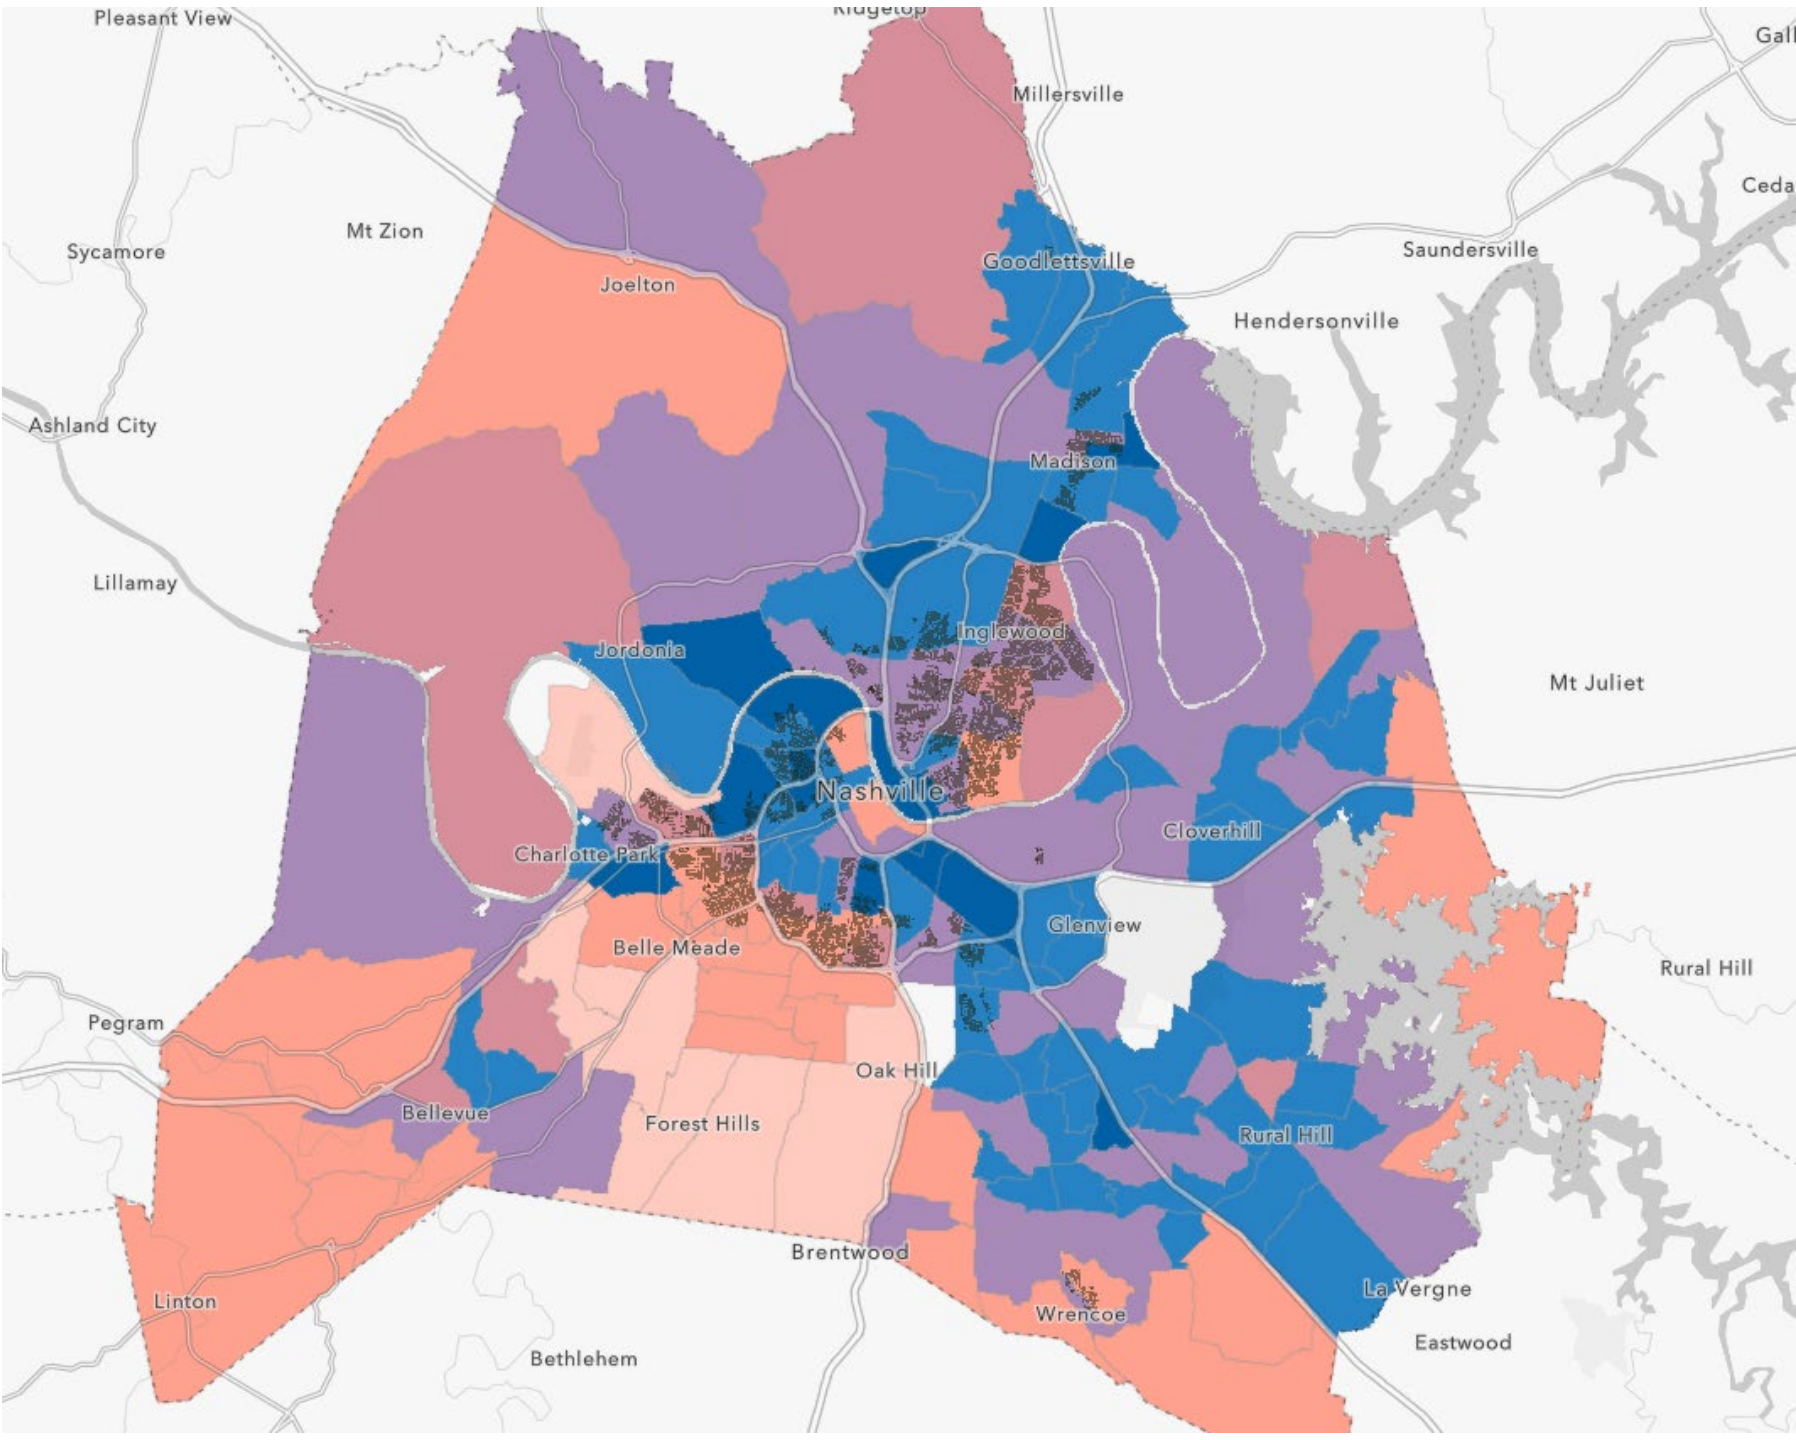 Pleasant View
Ridgetop
Gall
Millersville
Ceda
Mt Zion
Sycamore
Saundersville
Goodlettsville
Joelton
Hendersonville
Ashland City
Madison
Lillamay
Inglewood
Jordonia
Mt Juliet
Nashville
Cloverhill
Charlotte Park
Glenview
Belle Meade
Rural Hill
Pegram
Oak Hill
Bellevue
Forest Hills
Rural Hill
Brentwood
La Vergne
Linton
Wrencoe
Eastwood
Bethlehem